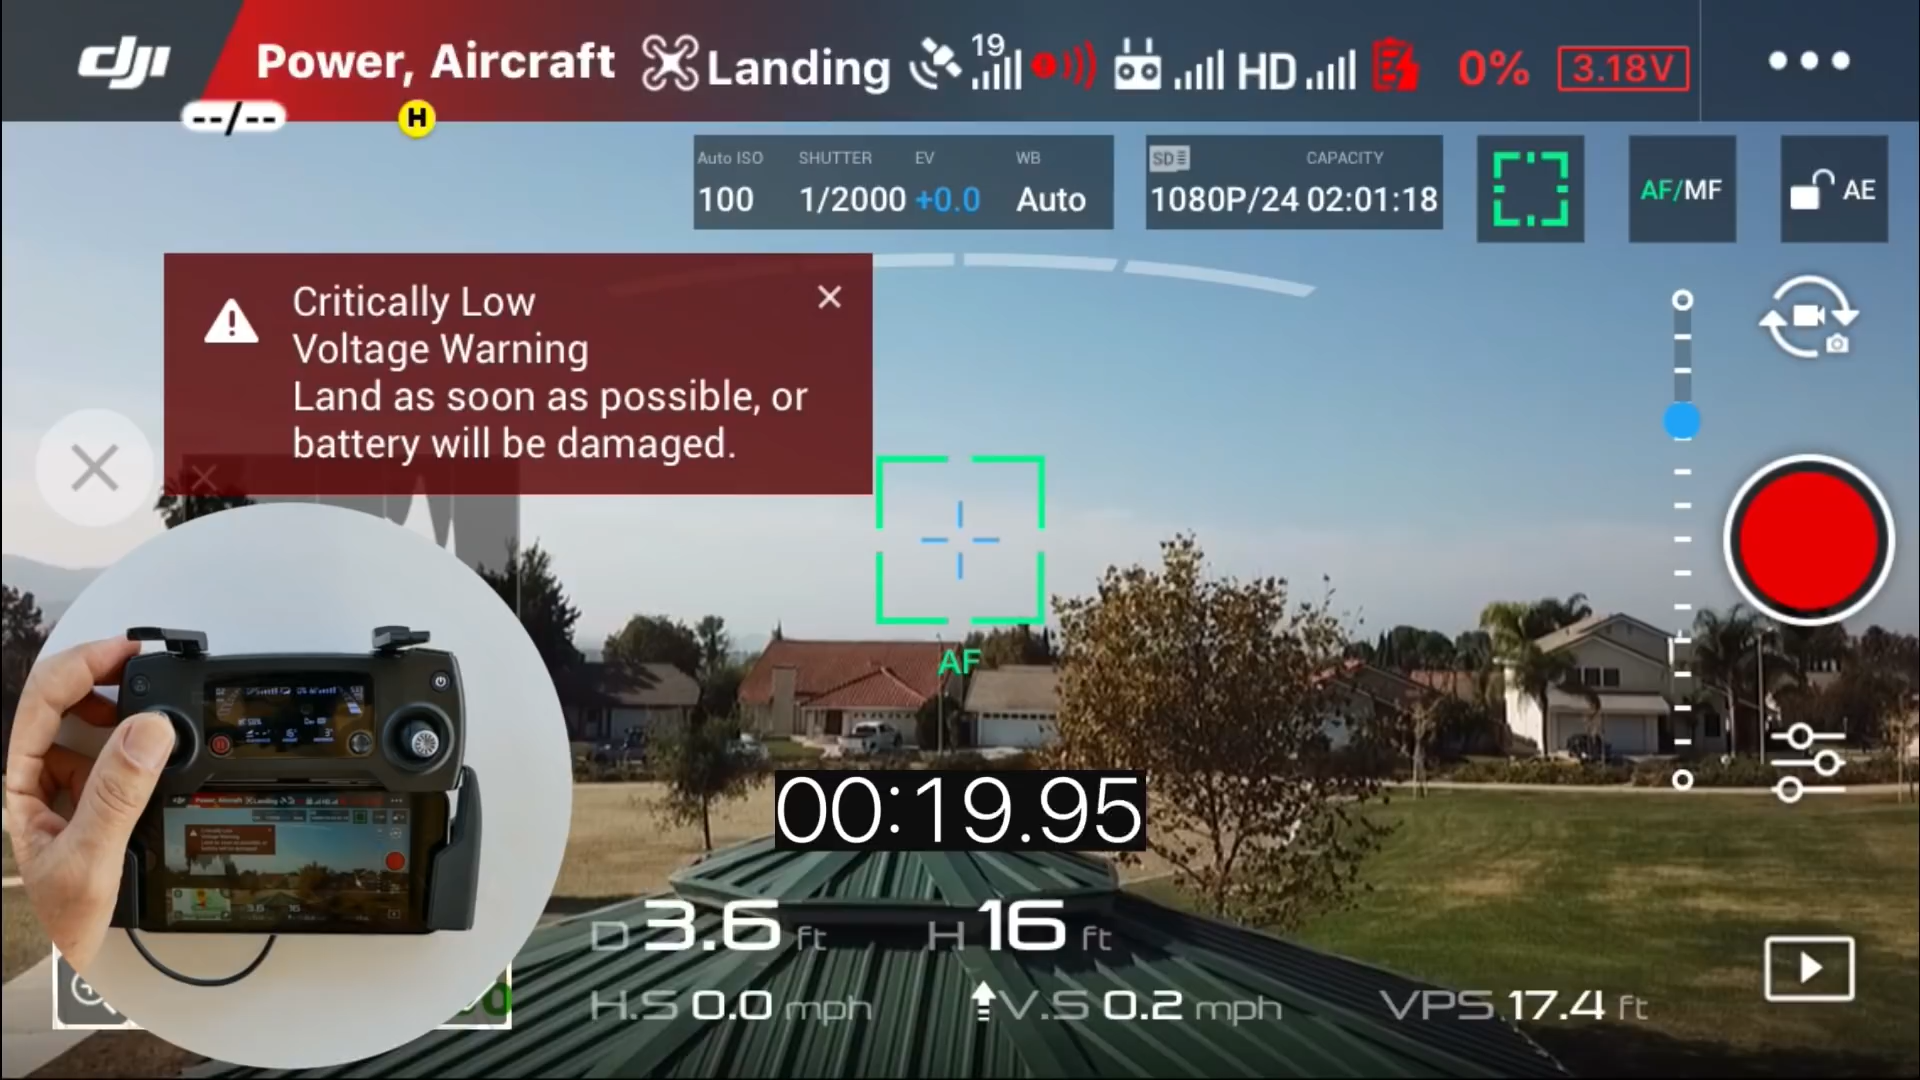 dji
Power, Aircraft
Landing
19
HD
0%
3.18V
--/--
H
Auto ISO
100
SHUTTER
1/2000
EV
+0.0
WB
Auto
SD
1080P/24
CAPACITY
02:01:18
AF/MF
AE
Critically Low
Voltage Warning
Land as soon as possible, or
battery will be damaged.
AF
00:19.95
D 3.6 ft
H 16 ft
H.S 0.0 mph
V.S 0.2 mph
VPS 17.4 ft